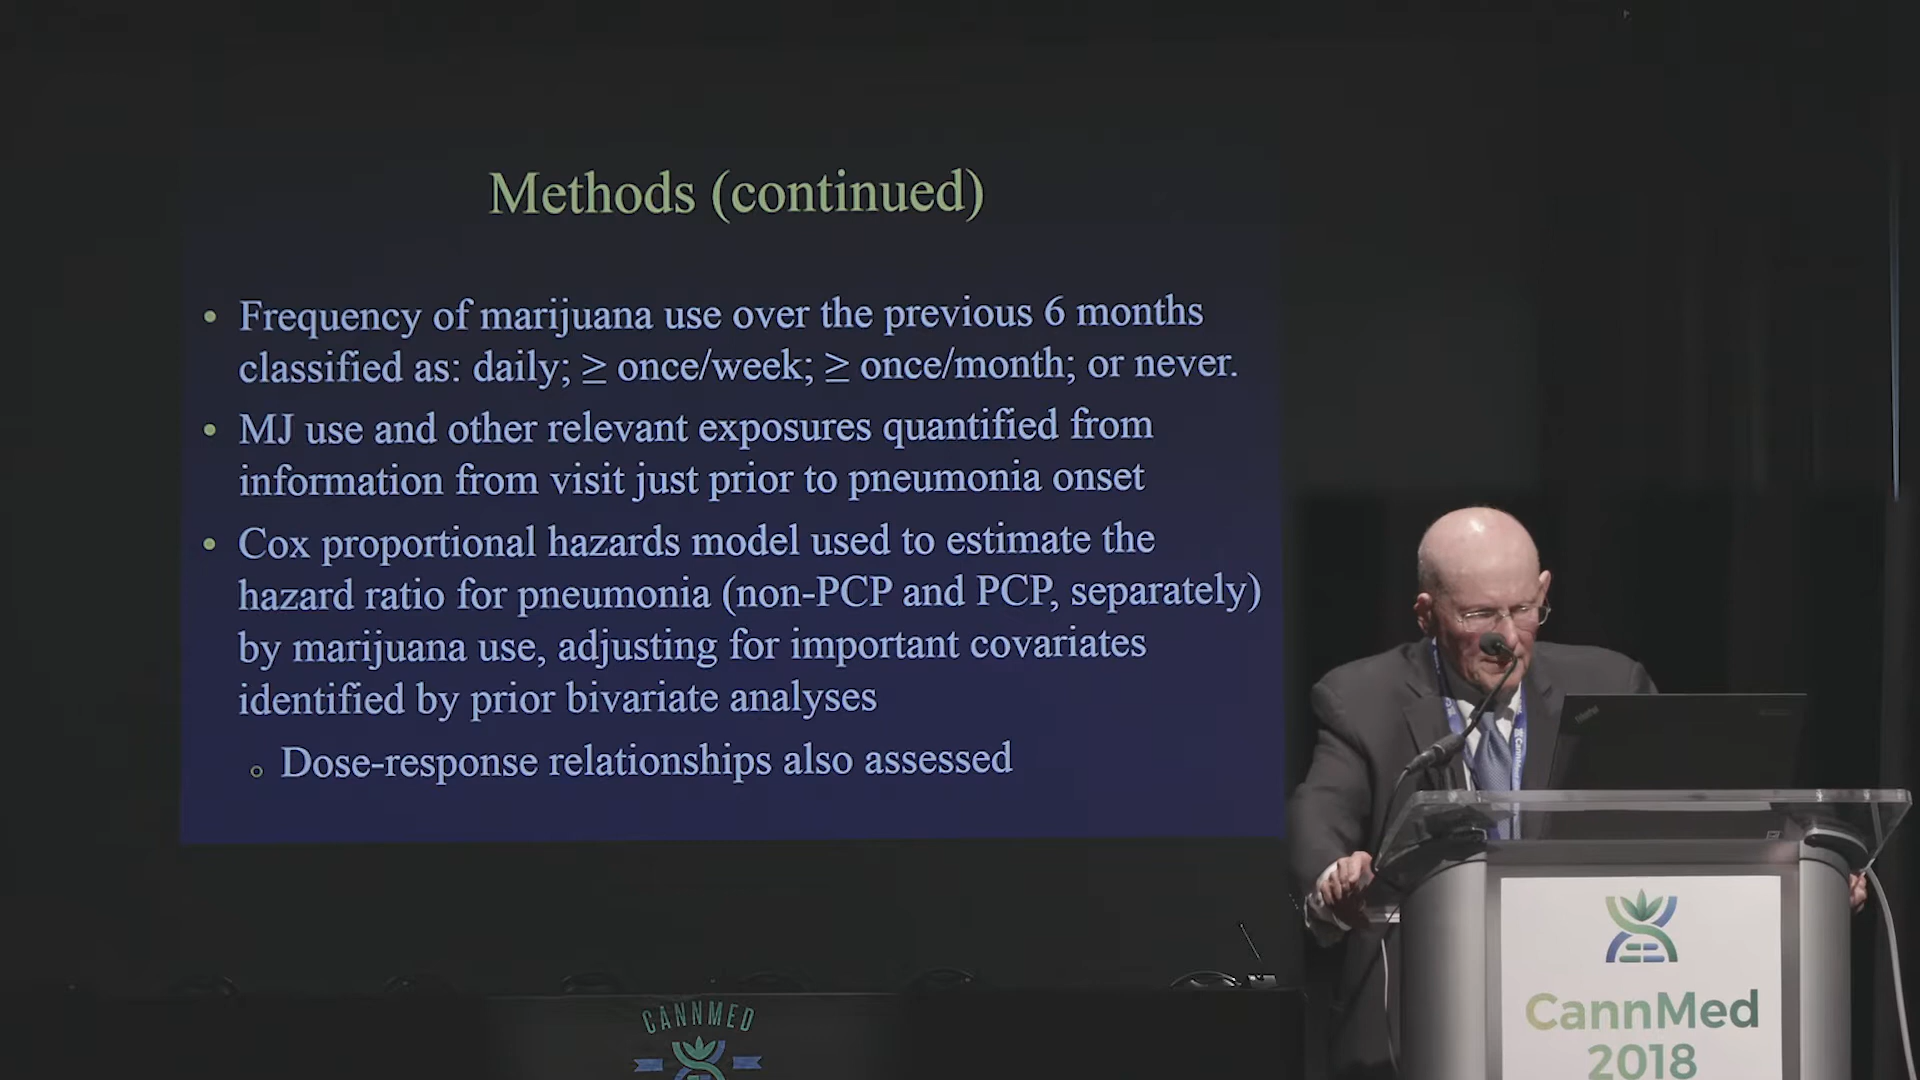 Methods (continued)
• Frequency of marijuana use over the previous 6 months
classified as: daily; ≥ once/week; ≥ once/month; or never.
• MJ use and other relevant exposures quantified from
information from visit just prior to pneumonia onset
• Cox proportional hazards model used to estimate the
hazard ratio for pneumonia (non-PCP and PCP, separately)
by marijuana use, adjusting for important covariates
identified by prior bivariate analyses
○ Dose-response relationships also assessed
ThinkPad
CannMed
CANNMED
CannMed
2018